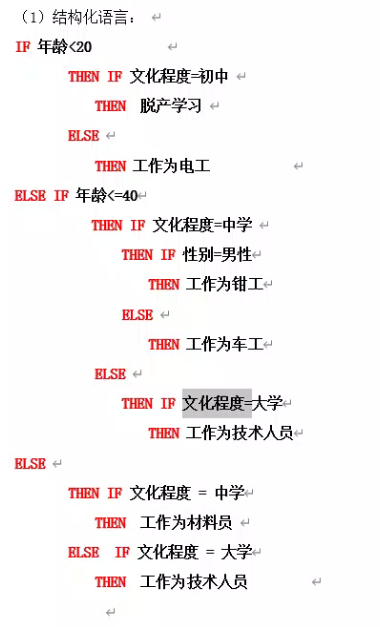 （1）结构化语言：
IF 年龄<20
THEN IF 文化程度=初中
THEN 脱产学习
ELSE
THEN 工作为电工
ELSE IF 年龄<=40
THEN IF 文化程度=中学
THEN IF 性别=男性
THEN 工作为钳工
ELSE
THEN 工作为车工
ELSE
THEN IF 文化程度=大学
THEN 工作为技术人员
ELSE
THEN IF 文化程度 = 中学
THEN 工作为材料员
ELSE IF 文化程度 = 大学
THEN 工作为技术人员